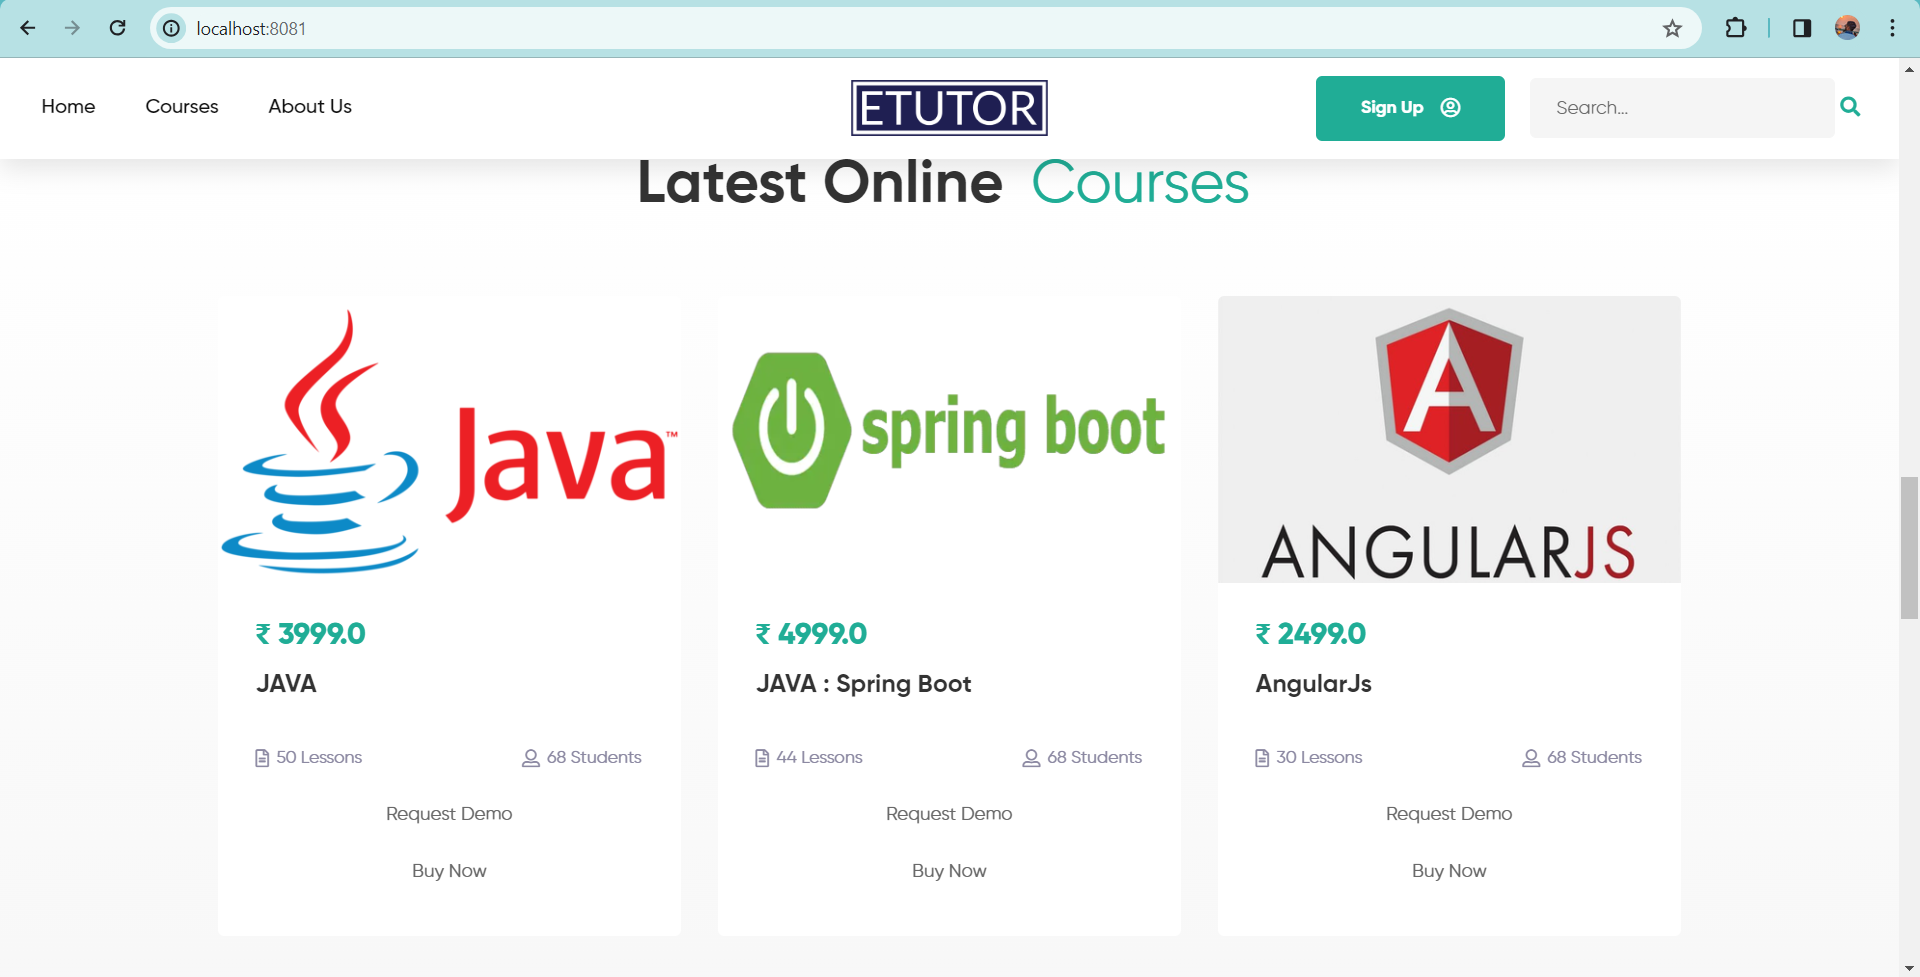 localhost:8081
Home Courses About Us ETUTOR Sign Up Search...
Latest Online Courses
Java™ spring boot ANGULARJS
₹ 3999.0 ₹ 4999.0 ₹ 2499.0
JAVA JAVA : Spring Boot AngularJs
50 Lessons 68 Students 44 Lessons 68 Students 30 Lessons 68 Students
Request Demo Request Demo Request Demo
Buy Now Buy Now Buy Now